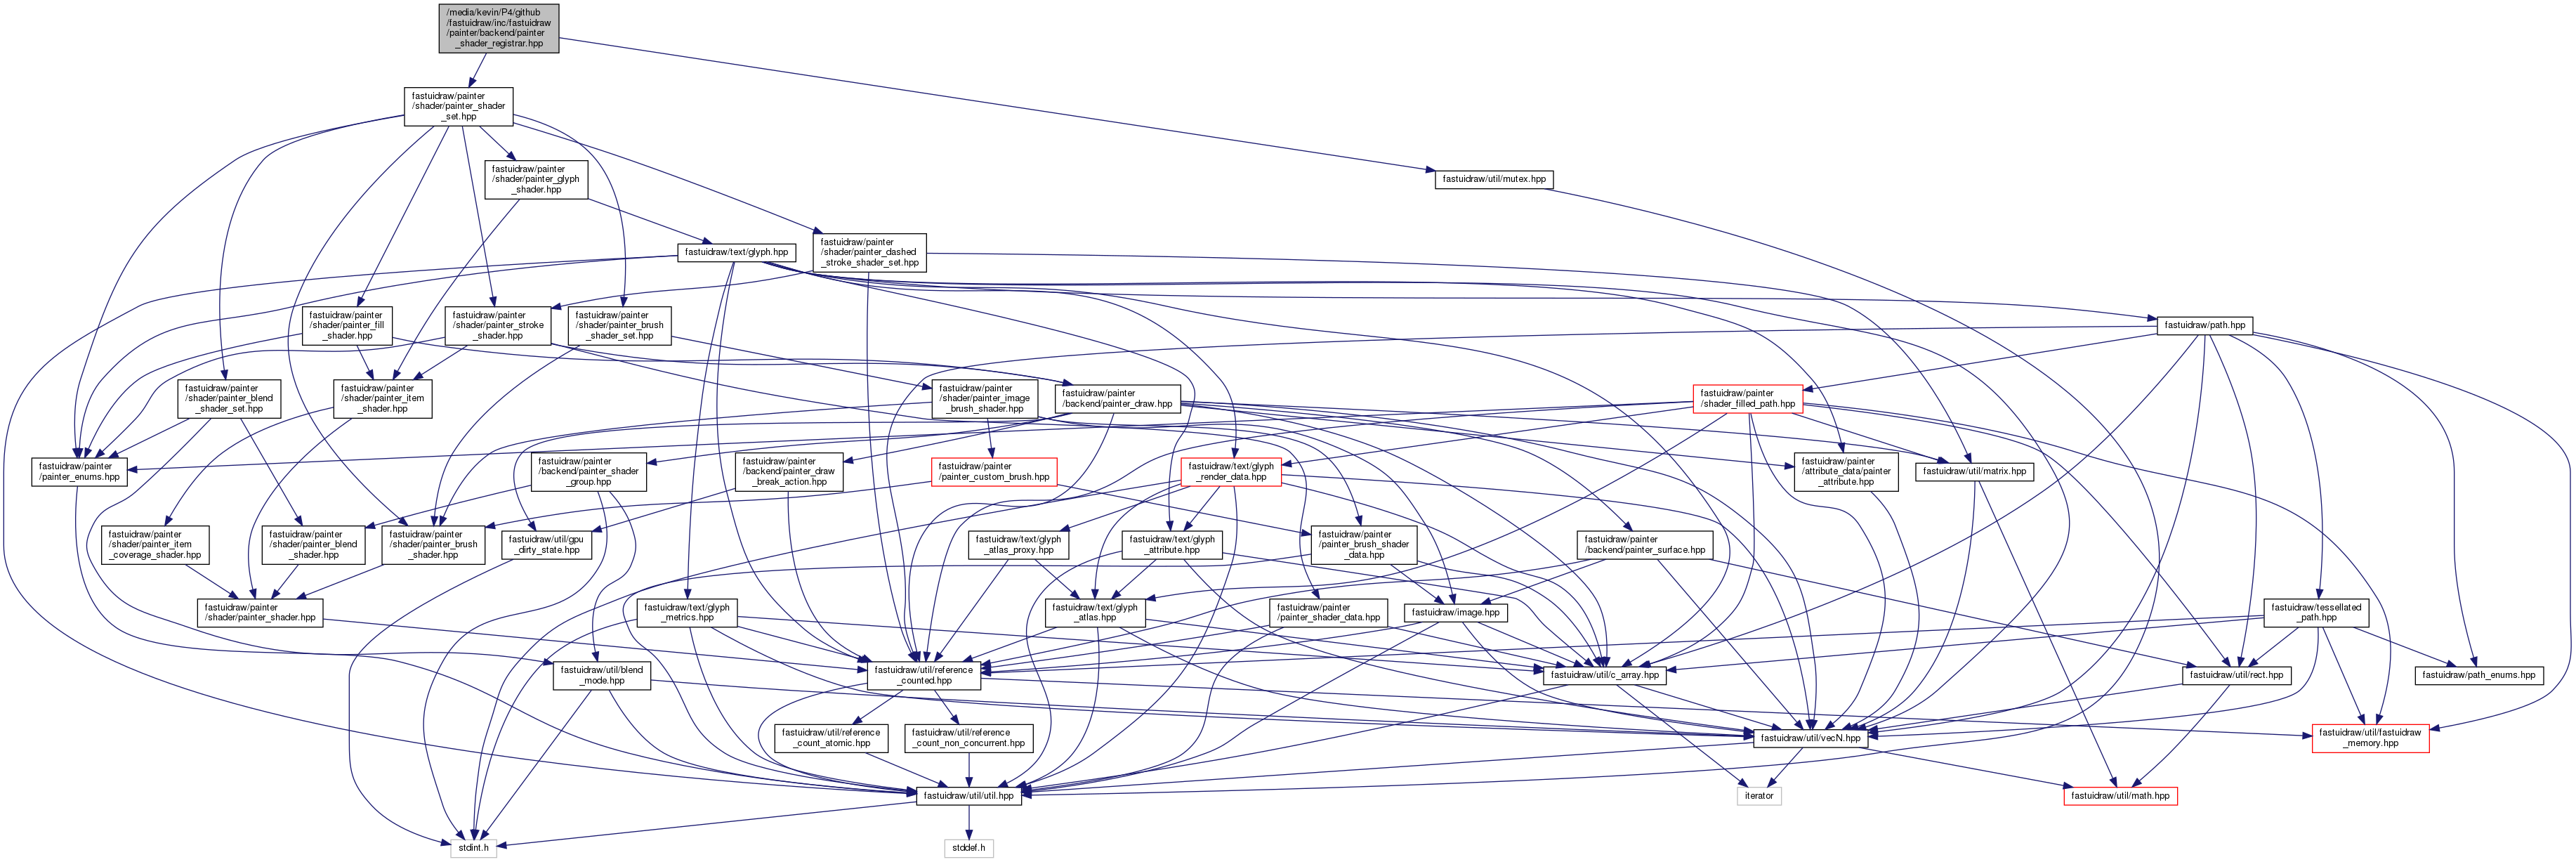 /media/kevin/P4/github
/fastuidraw/inc/fastuidraw
/painter/backend/painter
_shader_registrar.hpp
fastuidraw/painter
/shader/painter_shader
_set.hpp
fastuidraw/painter
/shader/painter_glyph
_shader.hpp
fastuidraw/util/mutex.hpp
fastuidraw/text/glyph.hpp
fastuidraw/painter
/shader/painter_dashed
_stroke_shader_set.hpp
fastuidraw/painter
/shader/painter_fill
_shader.hpp
fastuidraw/painter
/shader/painter_stroke
_shader.hpp
fastuidraw/painter
/shader/painter_brush
_shader_set.hpp
fastuidraw/path.hpp
fastuidraw/painter
/shader/painter_blend
_shader_set.hpp
fastuidraw/painter
/shader/painter_item
_shader.hpp
fastuidraw/painter
/shader/painter_image
_brush_shader.hpp
fastuidraw/painter
/backend/painter_draw.hpp
fastuidraw/painter
/shader_filled_path.hpp
fastuidraw/painter
/painter_enums.hpp
fastuidraw/painter
/backend/painter_shader
_group.hpp
fastuidraw/painter
/backend/painter_draw
_break_action.hpp
fastuidraw/painter
/painter_custom_brush.hpp
fastuidraw/text/glyph
_render_data.hpp
fastuidraw/painter
/attribute_data/painter
_attribute.hpp
fastuidraw/util/matrix.hpp
fastuidraw/painter
/shader/painter_item
_coverage_shader.hpp
fastuidraw/painter
/shader/painter_blend
_shader.hpp
fastuidraw/painter
/shader/painter_brush
_shader.hpp
fastuidraw/util/gpu
_dirty_state.hpp
fastuidraw/text/glyph
_atlas_proxy.hpp
fastuidraw/text/glyph
_attribute.hpp
fastuidraw/painter
/painter_brush_shader
_data.hpp
fastuidraw/painter
/backend/painter_surface.hpp
fastuidraw/painter
/shader/painter_shader.hpp
fastuidraw/text/glyph
_metrics.hpp
fastuidraw/text/glyph
_atlas.hpp
fastuidraw/painter
/painter_shader_data.hpp
fastuidraw/image.hpp
fastuidraw/tessellated
_path.hpp
fastuidraw/util/blend
_mode.hpp
fastuidraw/util/reference
_counted.hpp
fastuidraw/util/c_array.hpp
fastuidraw/util/rect.hpp
fastuidraw/path_enums.hpp
fastuidraw/util/reference
_count_atomic.hpp
fastuidraw/util/reference
_count_non_concurrent.hpp
fastuidraw/util/vecN.hpp
fastuidraw/util/fastuidraw
_memory.hpp
fastuidraw/util/util.hpp
iterator
fastuidraw/util/math.hpp
stdint.h
stddef.h